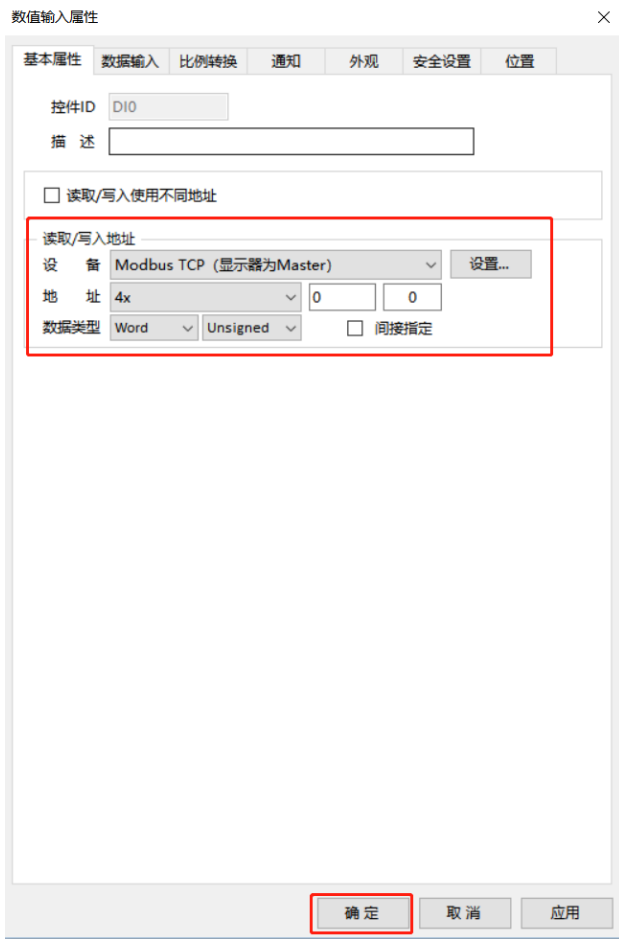 数值输入属性
基本属性 数据输入 比例转换 通知 外观 安全设置 位置
控件ID DI0
描 述
读取/写入使用不同地址
读取/写入地址
设 备 Modbus TCP（显示器为Master） 设置...
地 址 4x 0 0
数据类型 Word Unsigned 间接指定
确 定 取 消 应用